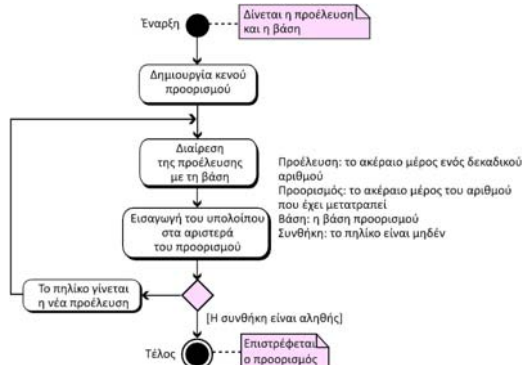 Έναρξη
Δίνεται η προέλευση
και η βάση
Δημιουργία κενού
προορισμού
Διαίρεση
της προέλευσης
με τη βάση
Προέλευση: το ακέραιο μέρος ενός δεκαδικού
αριθμού
Προορισμός: το ακέραιο μέρος του αριθμού
που έχει μετατραπεί
Βάση: η βάση προορισμού
Συνθήκη: το πηλίκο είναι μηδέν
Εισαγωγή του υπολοίπου
στα αριστερά
του προορισμού
Το πηλίκο γίνεται
η νέα προέλευση
[Η συνθήκη είναι αληθής]
Τέλος
Επιστρέφεται
ο προορισμός